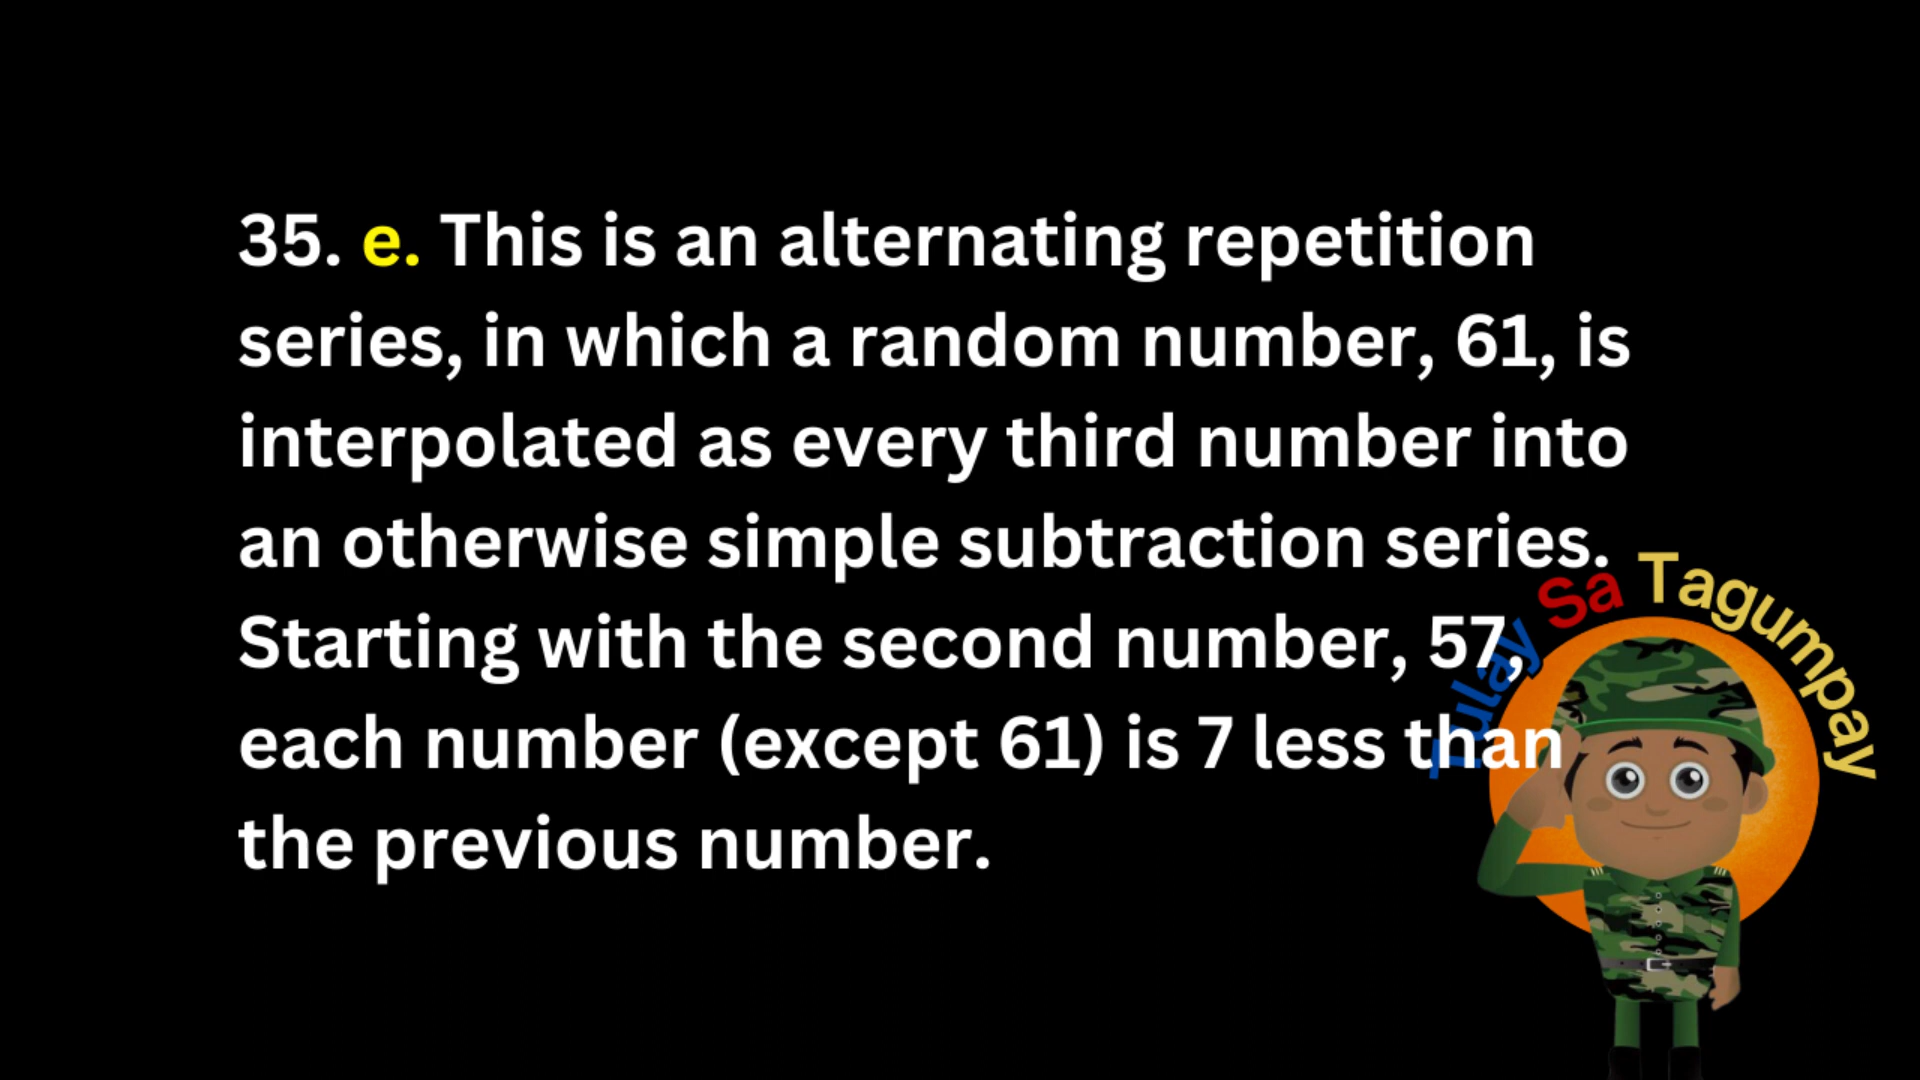 35. e. This is an alternating repetition
series, in which a random number, 61, is
interpolated as every third number into
an otherwise simple subtraction series.
Starting with the second number, 57,
each number (except 61) is 7 less than
the previous number.
Tulay Sa Tagumpay